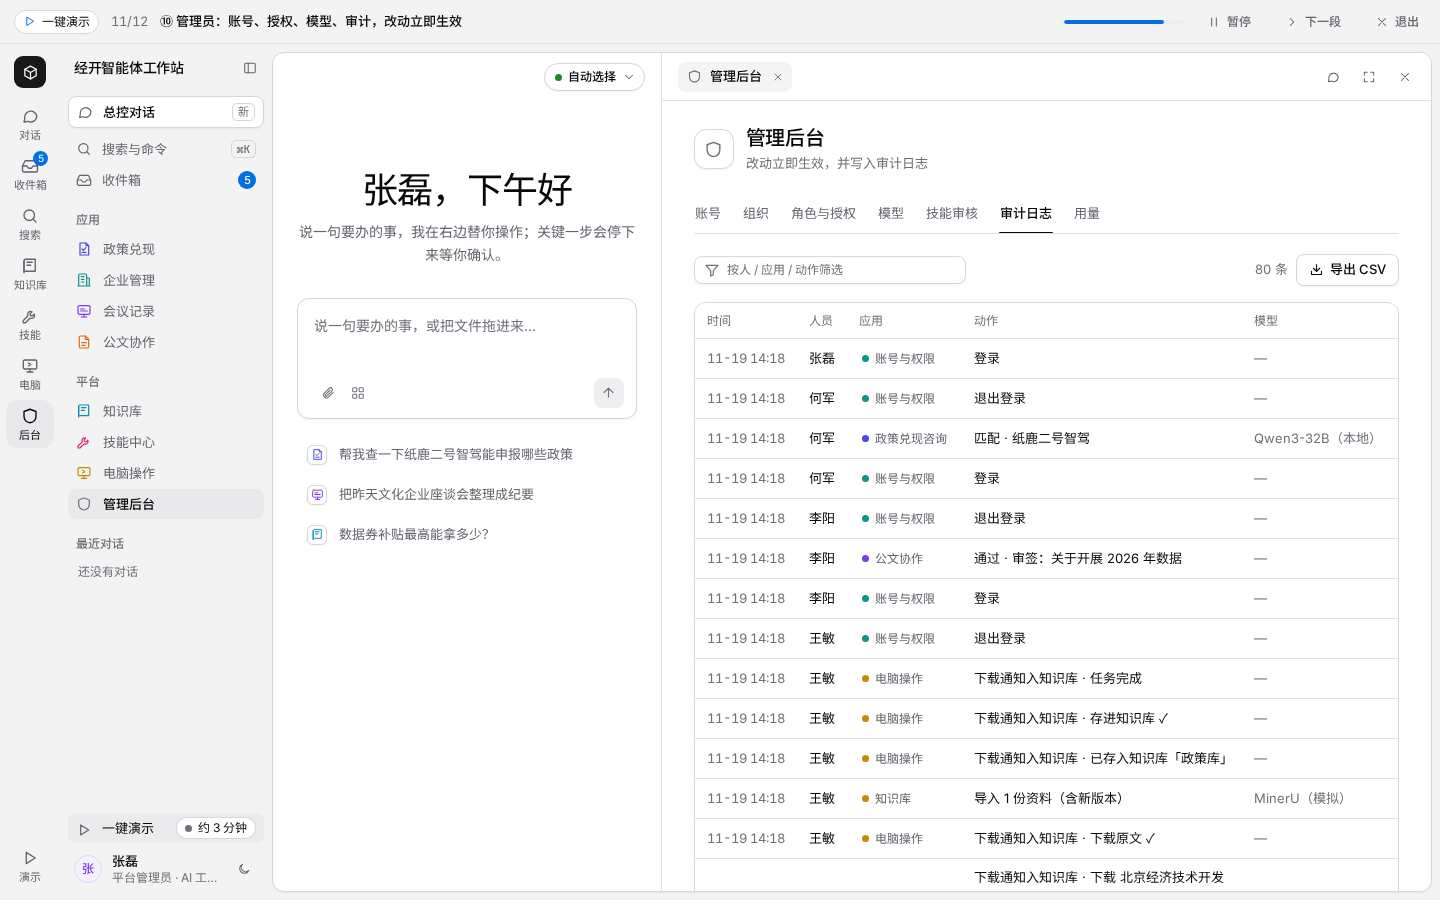 一键演示
11/12
⑩ 管理员：账号、授权、模型、审计，改动立即生效
暂停
下一段
退出
对话
5
收件箱
搜索
知识库
技能
电脑
后台
演示
经开智能体工作站
总控对话
新
搜索与命令
⌘K
收件箱
5
应用
政策兑现
企业管理
会议记录
公文协作
平台
知识库
技能中心
电脑操作
管理后台
最近对话
还没有对话
一键演示
约 3 分钟
张
张磊
平台管理员 · AI 工...
自动选择
张磊，下午好
说一句要办的事，我在右边替你操作；关键一步会停下
来等你确认。
说一句要办的事，或把文件拖进来...
帮我查一下纸鹿二号智驾能申报哪些政策
把昨天文化企业座谈会整理成纪要
数据券补贴最高能拿多少？
管理后台
管理后台
改动立即生效，并写入审计日志
账号
组织
角色与授权
模型
技能审核
审计日志
用量
按人 / 应用 / 动作筛选
80 条
导出 CSV
时间 人员 应用 动作 模型
11-19 14:18 张磊 账号与权限 登录 —
11-19 14:18 何军 账号与权限 退出登录 —
11-19 14:18 何军 政策兑现咨询 匹配 · 纸鹿二号智驾 Qwen3-32B（本地）
11-19 14:18 何军 账号与权限 登录 —
11-19 14:18 李阳 账号与权限 退出登录 —
11-19 14:18 李阳 公文协作 通过 · 审签：关于开展 2026 年数据 —
11-19 14:18 李阳 账号与权限 登录 —
11-19 14:18 王敏 账号与权限 退出登录 —
11-19 14:18 王敏 电脑操作 下载通知入知识库 · 任务完成 —
11-19 14:18 王敏 电脑操作 下载通知入知识库 · 存进知识库 ✓ —
11-19 14:18 王敏 电脑操作 下载通知入知识库 · 已存入知识库「政策库」 —
11-19 14:18 王敏 知识库 导入 1 份资料（含新版本） MinerU（模拟）
11-19 14:18 王敏 电脑操作 下载通知入知识库 · 下载原文 ✓ —
下载通知入知识库 · 下载 北京经济技术开发